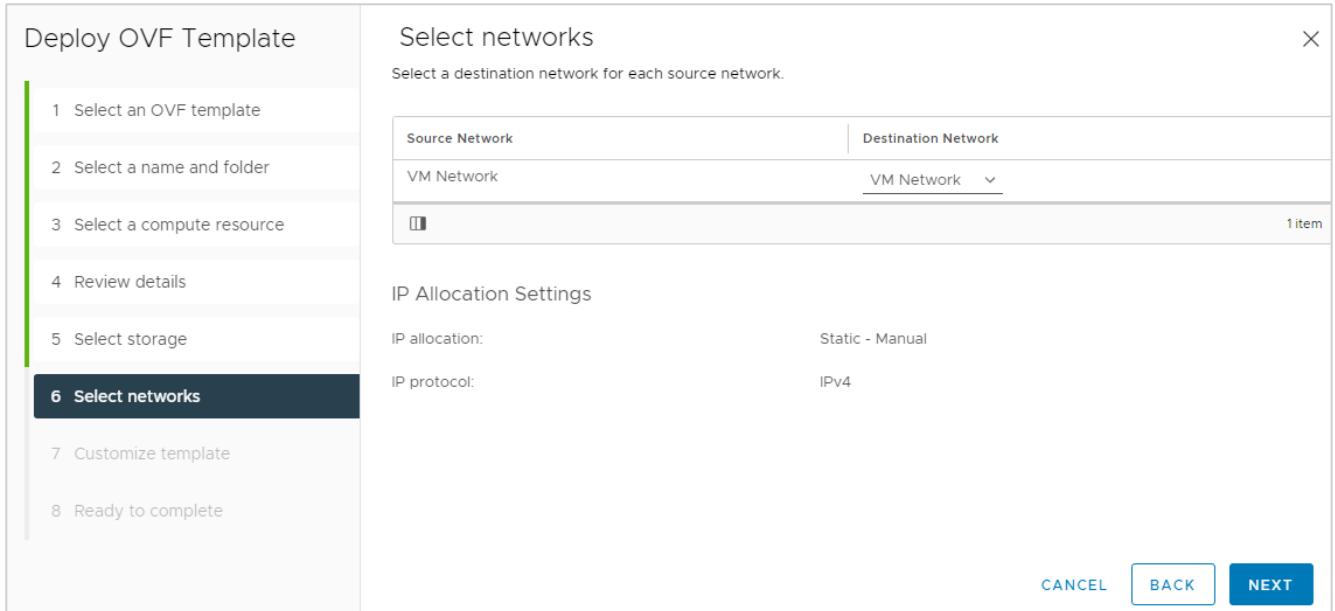 Deploy OVF Template
1 Select an OVF template
2 Select a name and folder
3 Select a compute resource
4 Review details
5 Select storage
6 Select networks
7 Customize template
8 Ready to complete
Select networks
Select a destination network for each source network.
Source Network Destination Network
VM Network VM Network
1 item
IP Allocation Settings
IP allocation: Static - Manual
IP protocol: IPv4
CANCEL BACK NEXT